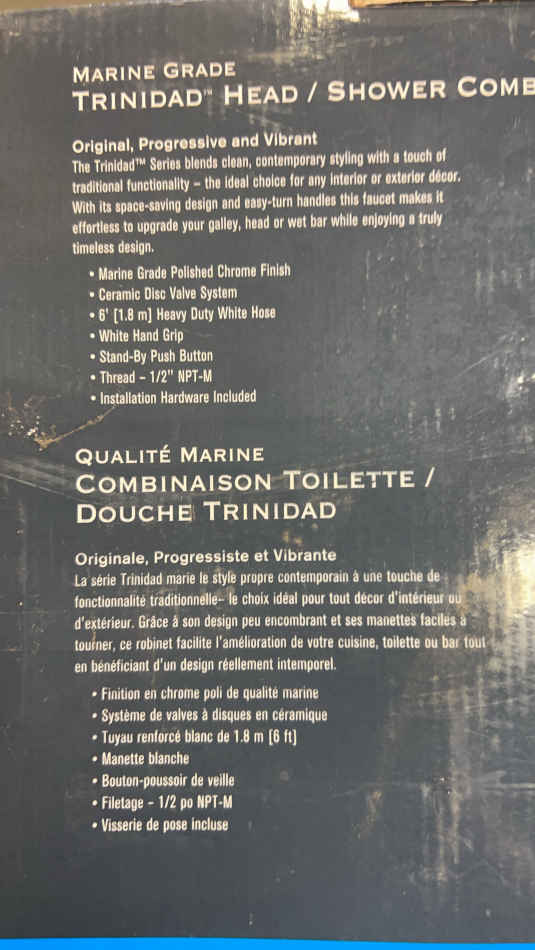 MARINE GRADE
TRINIDAD™ HEAD / SHOWER COMB
Original, Progressive and Vibrant
The Trinidad™ Series blends clean, contemporary styling with a touch of
traditional functionality – the ideal choice for any interior or exterior décor.
With its space-saving design and easy-turn handles this faucet makes it
effortless to upgrade your galley, head or wet bar while enjoying a truly
timeless design.
• Marine Grade Polished Chrome Finish
• Ceramic Disc Valve System
• 6' [1.8 m] Heavy Duty White Hose
• White Hand Grip
• Stand-By Push Button
• Thread – 1/2" NPT-M
• Installation Hardware Included
QUALITÉ MARINE
COMBINAISON TOILETTE /
DOUCHE TRINIDAD
Originale, Progressiste et Vibrante
La série Trinidad marie le style propre contemporain à une touche de
fonctionnalité traditionnelle– le choix idéal pour tout décor d'intérieur ou
d'extérieur. Grâce à son design peu encombrant et ses manettes faciles à
tourner, ce robinet facilite l'amélioration de votre cuisine, toilette ou bar tout
en bénéficiant d'un design réellement intemporel.
• Finition en chrome poli de qualité marine
• Système de valves à disques en céramique
• Tuyau renforcé blanc de 1.8 m [6 ft]
• Manette blanche
• Bouton-poussoir de veille
• Filetage – 1/2 po NPT-M
• Visserie de pose incluse